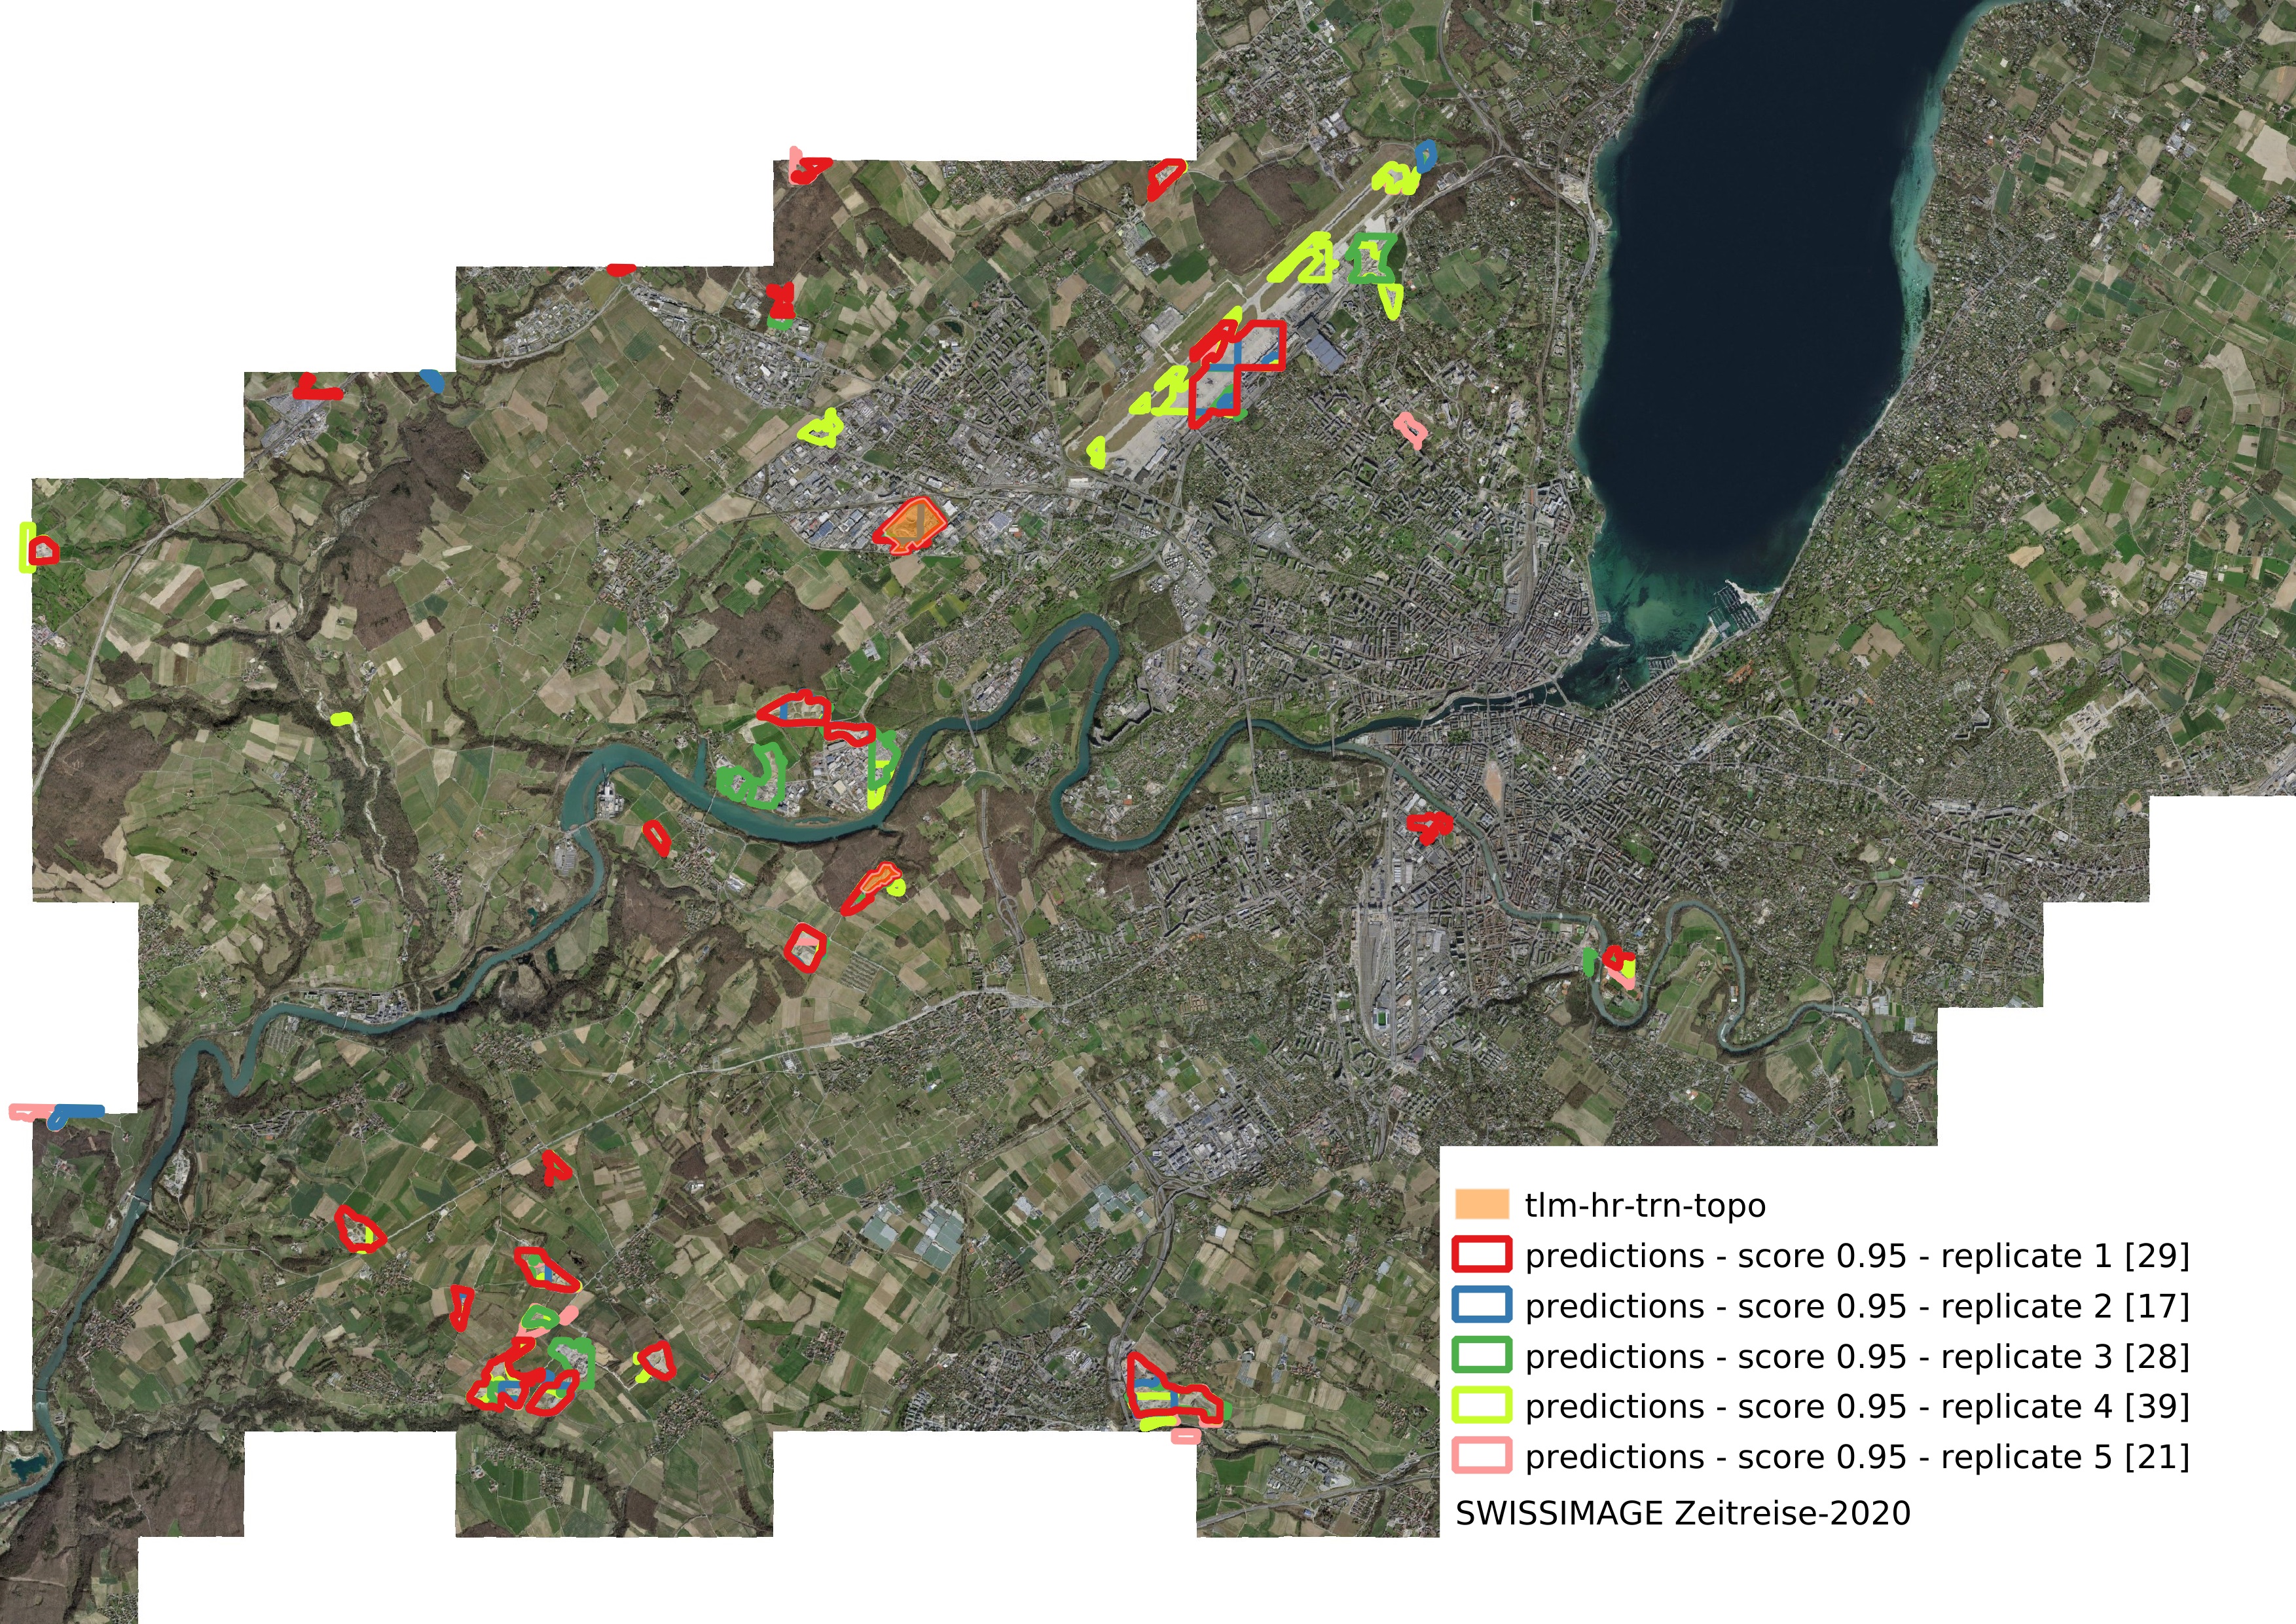 tlm-hr-trn-topo
predictions - score 0.95 - replicate 1 [29]
predictions - score 0.95 - replicate 2 [17]
predictions - score 0.95 - replicate 3 [28]
predictions - score 0.95 - replicate 4 [39]
predictions - score 0.95 - replicate 5 [21]
SWISSIMAGE Zeitreise-2020